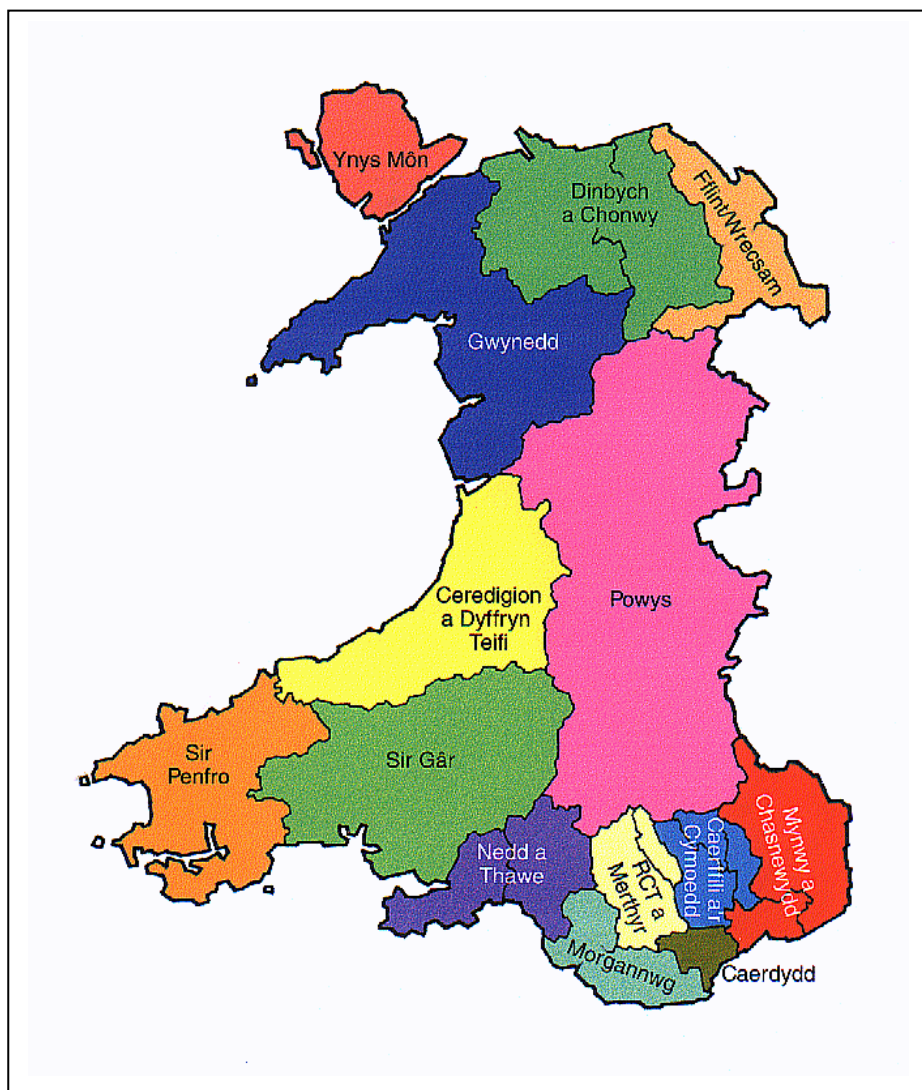 Ynys Môn
Dinbych
a Chonwy
Fflint/Wrecsam
Gwynedd
Ceredigion
a Dyffryn
Teifi
Powys
Sir
Penfro
Sir Gâr
Nedd a
Thawe
RCT a
Merthyr
Caerffili a'r
Cymoedd
Mynwy a
Chasnewydd
Morgannwg
Caerdydd